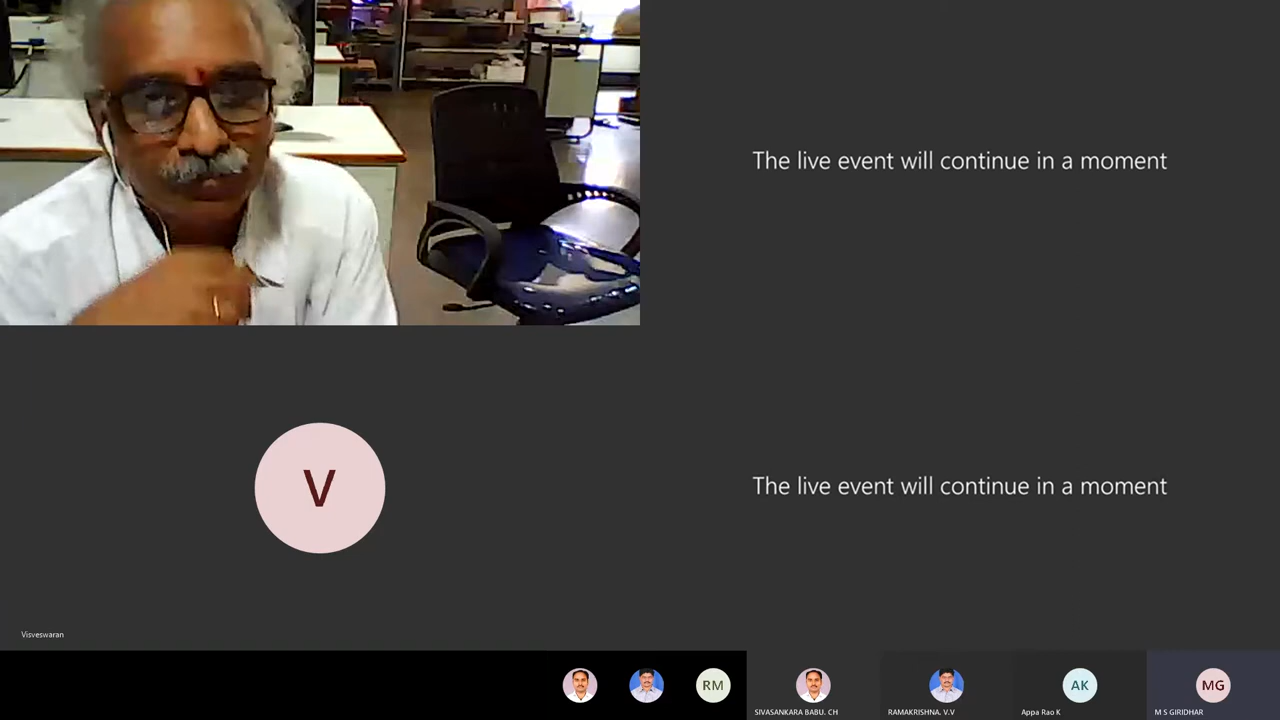 The live event will continue in a moment
V
The live event will continue in a moment
Visveswaran
RM
AK
MG
SIVASANKARA BABU. CH
RAMAKRISHNA. V.V
Appa Rao K
M S GIRIDHAR